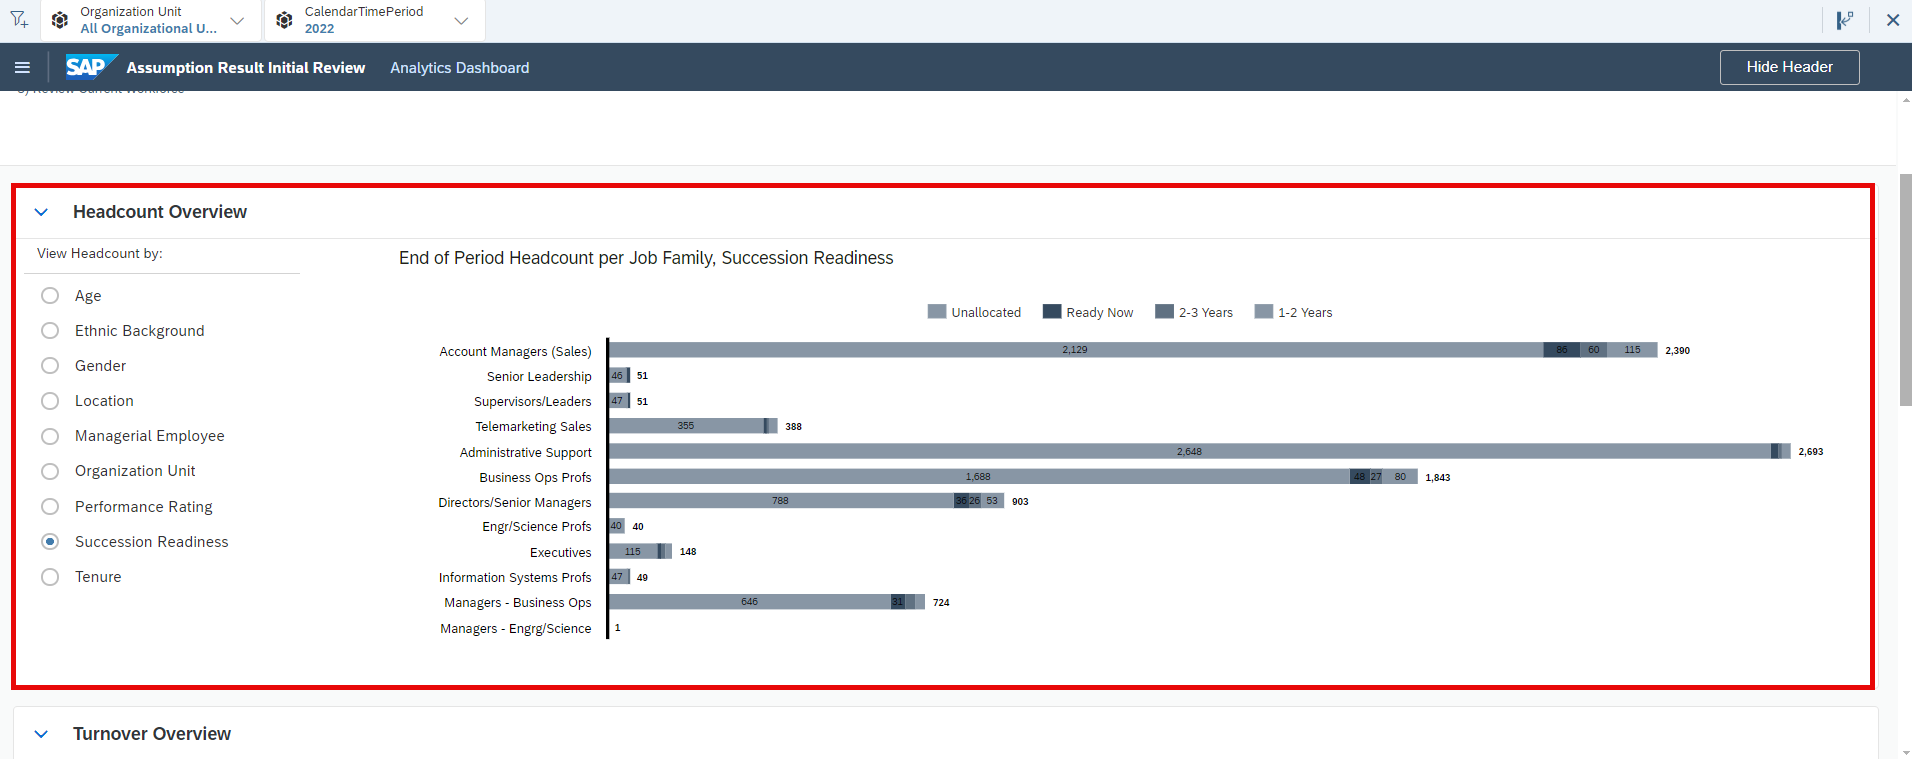 Organization Unit
All Organizational U...
CalendarTimePeriod
2022
SAP Assumption Result Initial Review Analytics Dashboard Hide Header
3) Review Current Workforce
Headcount Overview
View Headcount by:
Age
Ethnic Background
Gender
Location
Managerial Employee
Organization Unit
Performance Rating
Succession Readiness
Tenure
End of Period Headcount per Job Family, Succession Readiness
Unallocated Ready Now 2-3 Years 1-2 Years
Account Managers (Sales) 2,129 86 60 115 2,390
Senior Leadership 46 51
Supervisors/Leaders 47 51
Telemarketing Sales 355 388
Administrative Support 2,648 2,693
Business Ops Profs 1,688 48 27 80 1,843
Directors/Senior Managers 788 36 26 53 903
Engr/Science Profs 40 40
Executives 115 148
Information Systems Profs 47 49
Managers - Business Ops 646 31 724
Managers - Engrg/Science 1
Turnover Overview